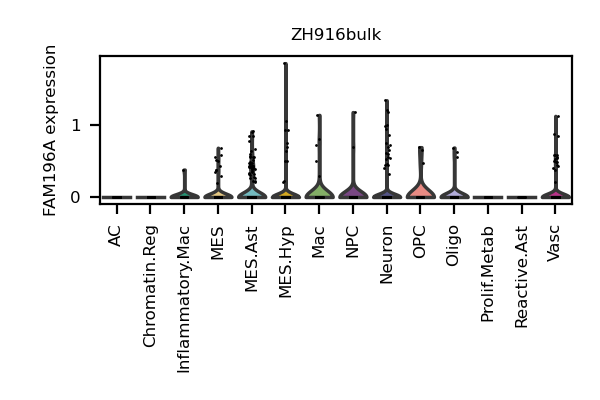 ZH916bulk
FAM196A expression
1
0
AC
Chromatin.Reg
Inflammatory.Mac
MES
MES.Ast
MES.Hyp
Mac
NPC
Neuron
OPC
Oligo
Prolif.Metab
Reactive.Ast
Vasc